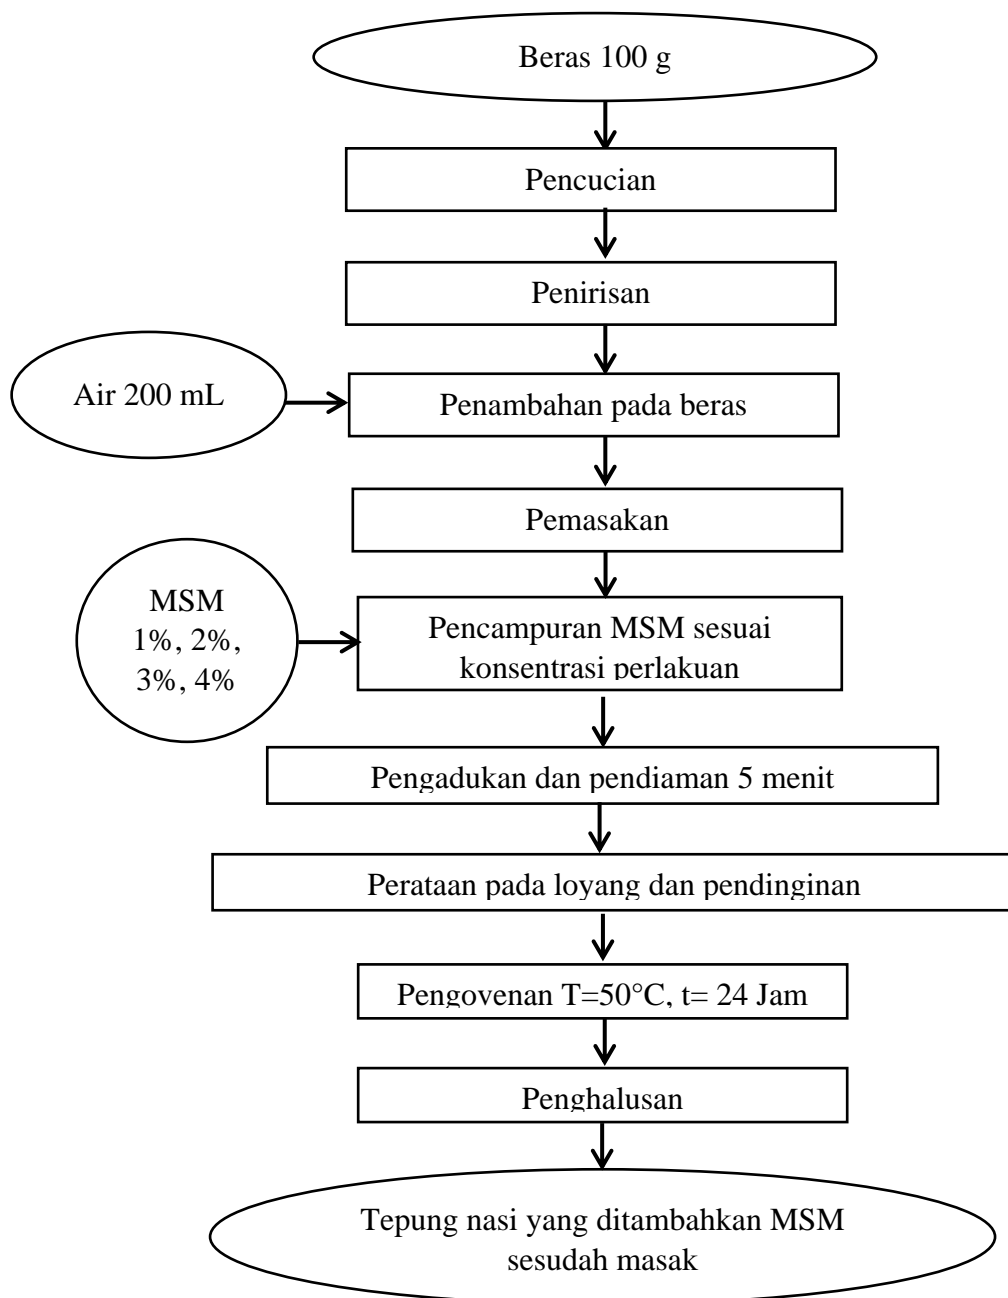 Beras 100 g
Pencucian
Penirisan
Air 200 mL
Penambahan pada beras
Pemasakan
MSM
1%, 2%,
3%, 4%
Pencampuran MSM sesuai
konsentrasi perlakuan
Pengadukan dan pendiaman 5 menit
Perataan pada loyang dan pendinginan
Pengovenan T=50°C, t= 24 Jam
Penghalusan
Tepung nasi yang ditambahkan MSM
sesudah masak